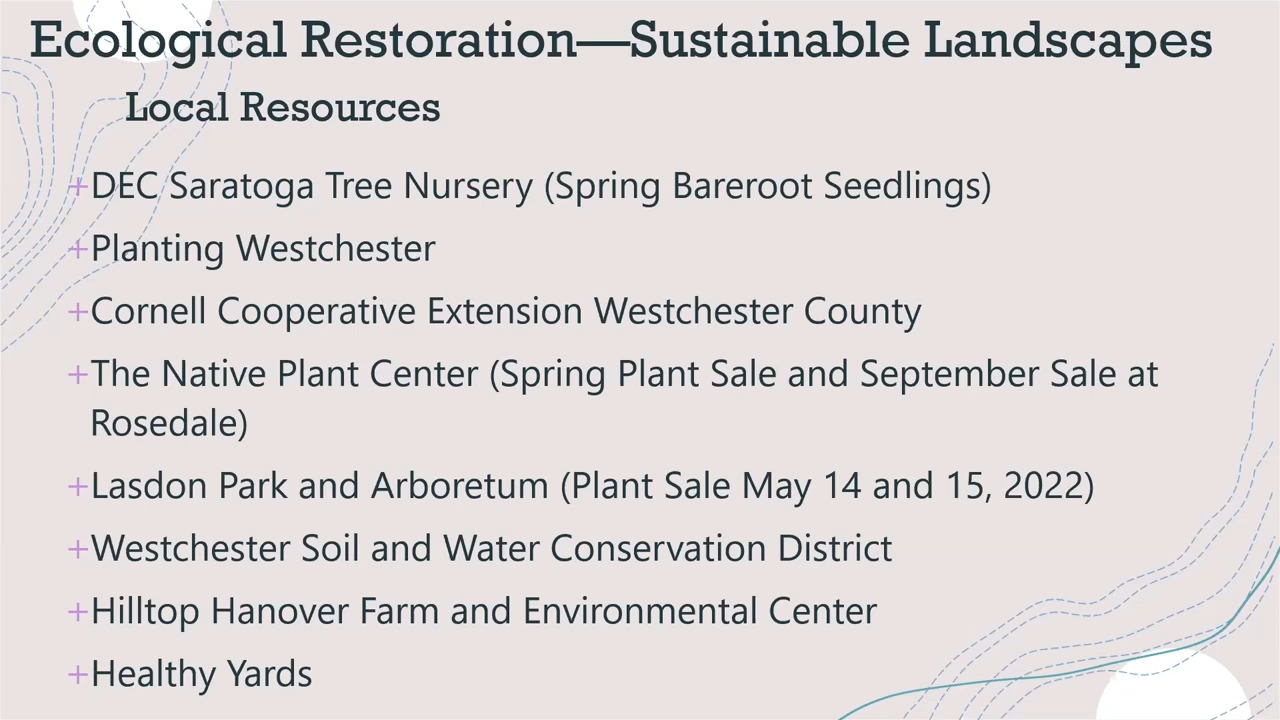 Ecological Restoration—Sustainable Landscapes
Local Resources
+DEC Saratoga Tree Nursery (Spring Bareroot Seedlings)
+Planting Westchester
+Cornell Cooperative Extension Westchester County
+The Native Plant Center (Spring Plant Sale and September Sale at
Rosedale)
+Lasdon Park and Arboretum (Plant Sale May 14 and 15, 2022)
+Westchester Soil and Water Conservation District
+Hilltop Hanover Farm and Environmental Center
+Healthy Yards